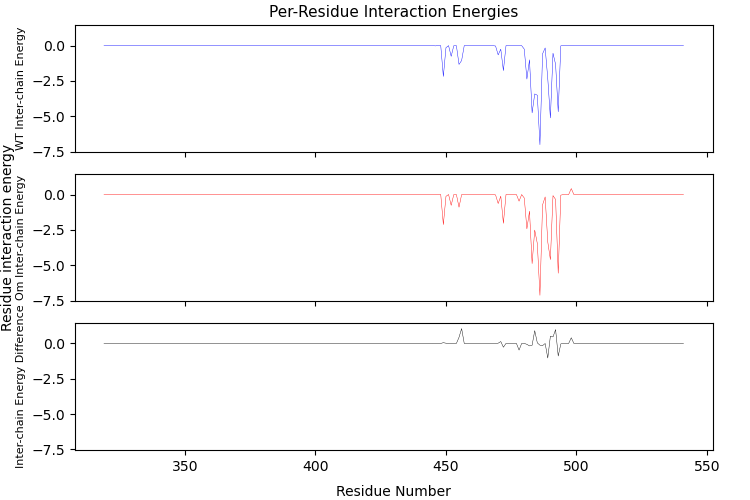 Per-Residue Interaction Energies
WT Inter-chain Energy
0.0
−2.5
−5.0
−7.5
Residue interaction energy
Om Inter-chain Energy
0.0
−2.5
−5.0
−7.5
Inter-chain Energy Difference
0.0
−2.5
−5.0
−7.5
350 400 450 500 550
Residue Number